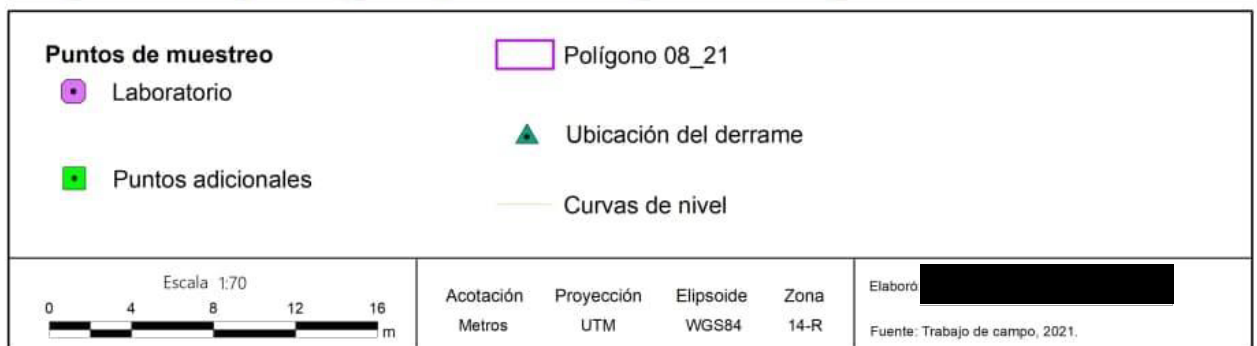 Puntos de muestreo
Laboratorio
Puntos adicionales
Polígono 08_21
Ubicación del derrame
Curvas de nivel
Escala 1:70
0 4 8 12 16
m
Acotación Proyección Elipsoide Zona
Metros UTM WGS84 14-R
Elaboró
Fuente: Trabajo de campo, 2021.